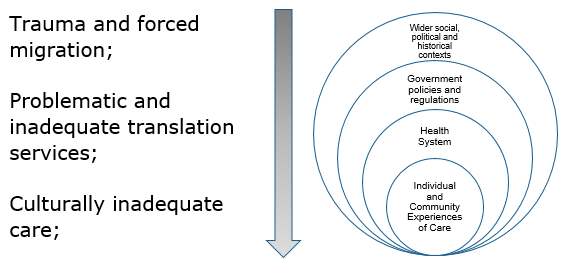 Trauma and forced
migration;
Problematic and
inadequate translation
services;
Culturally inadequate
care;
Wider social,
political and
historical
contexts
Government
policies and
regulations
Health
System
Individual
and
Community
Experiences
of Care